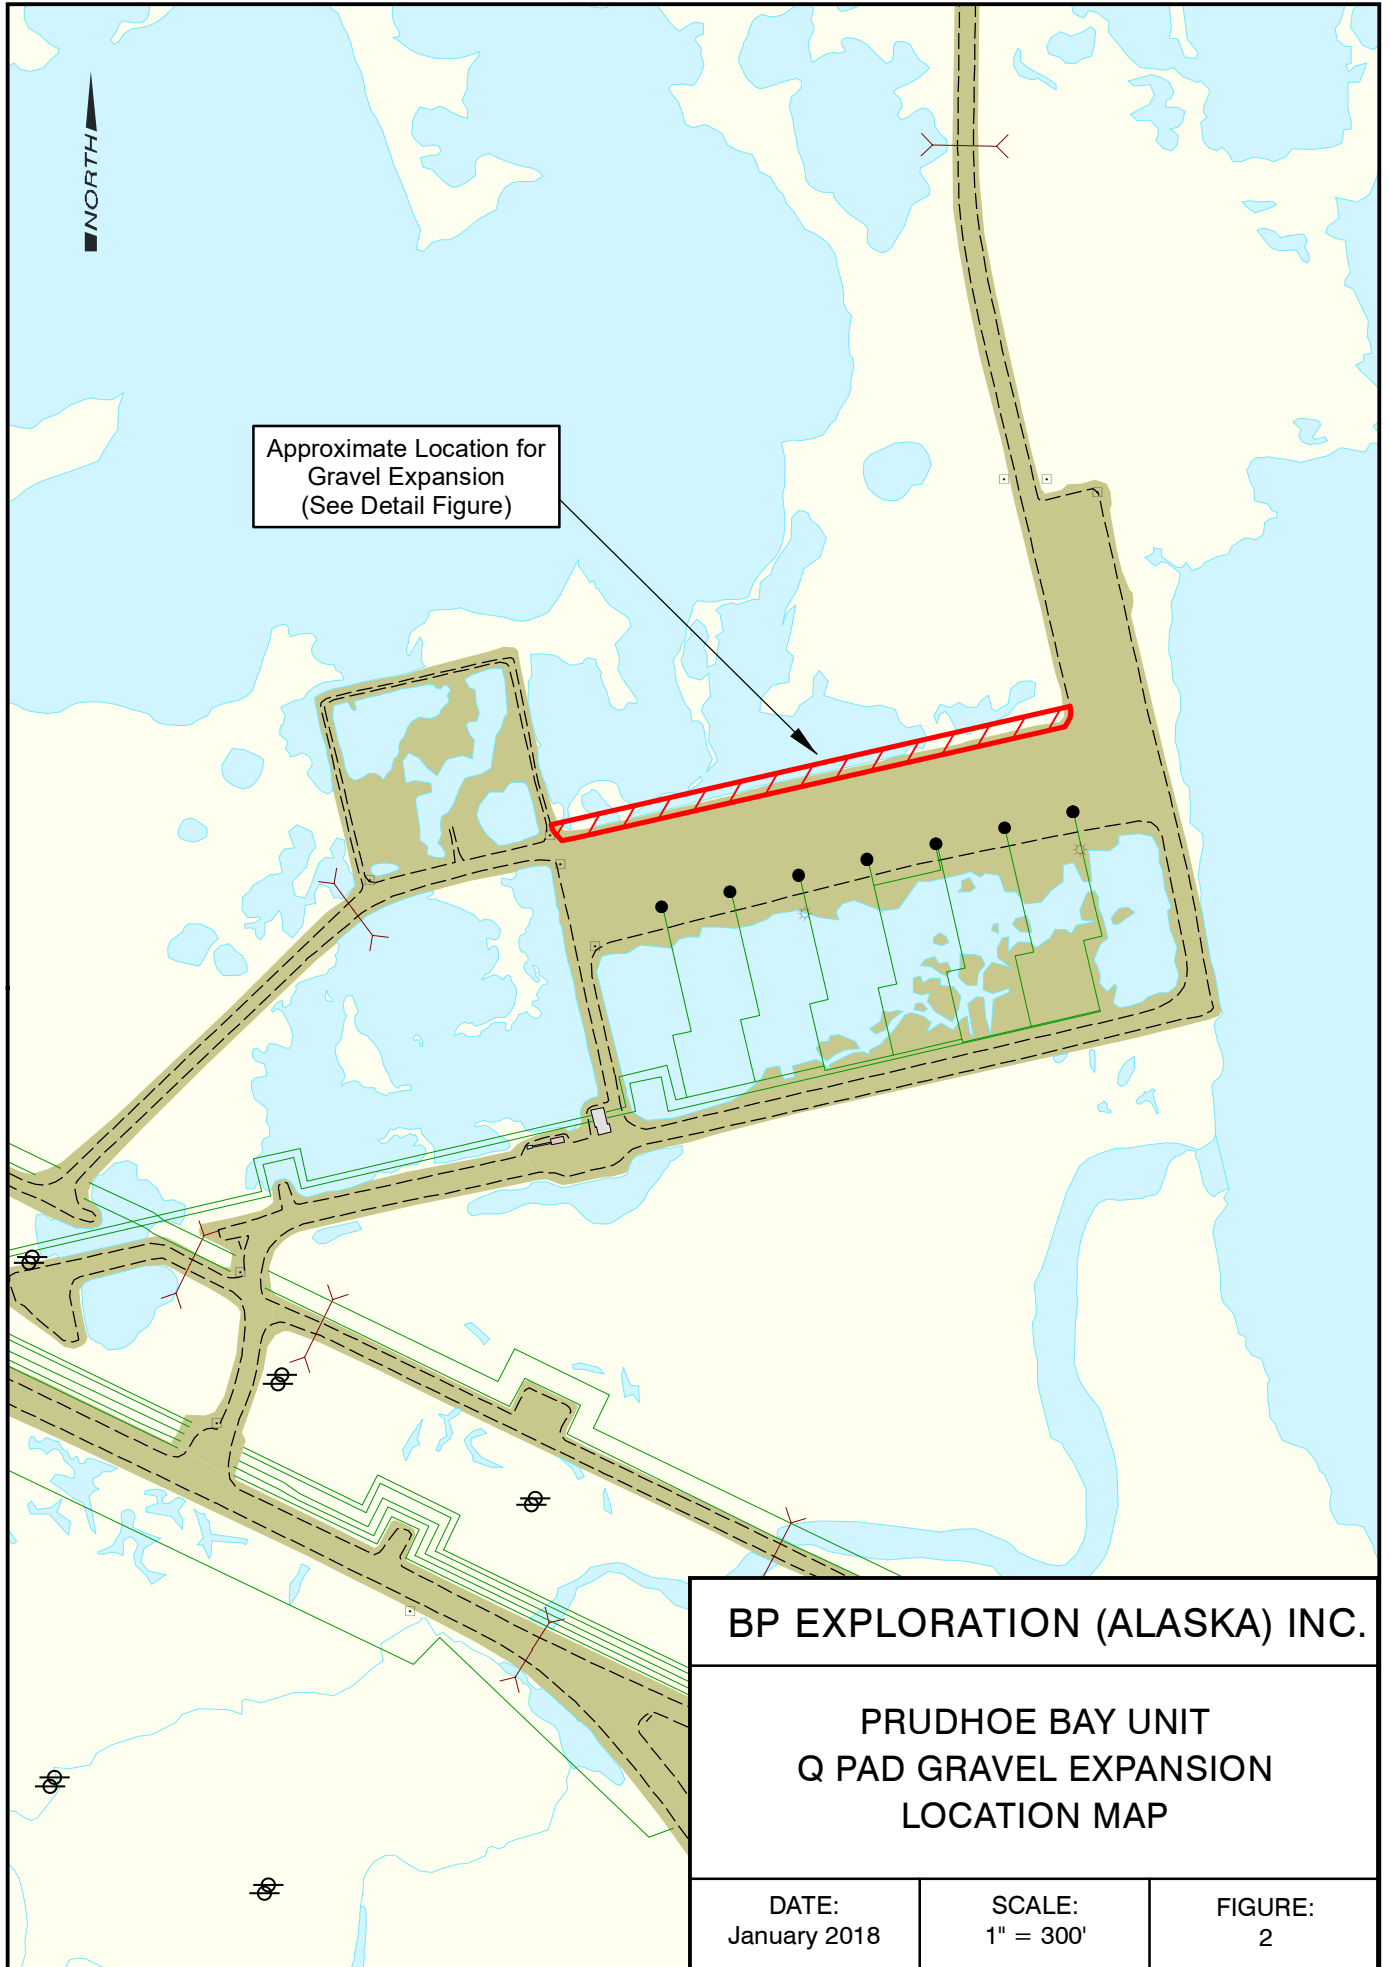 NORTH
Approximate Location for
Gravel Expansion
(See Detail Figure)
BP EXPLORATION (ALASKA) INC.
PRUDHOE BAY UNIT
Q PAD GRAVEL EXPANSION
LOCATION MAP
DATE:
January 2018
SCALE:
1" = 300'
FIGURE:
2